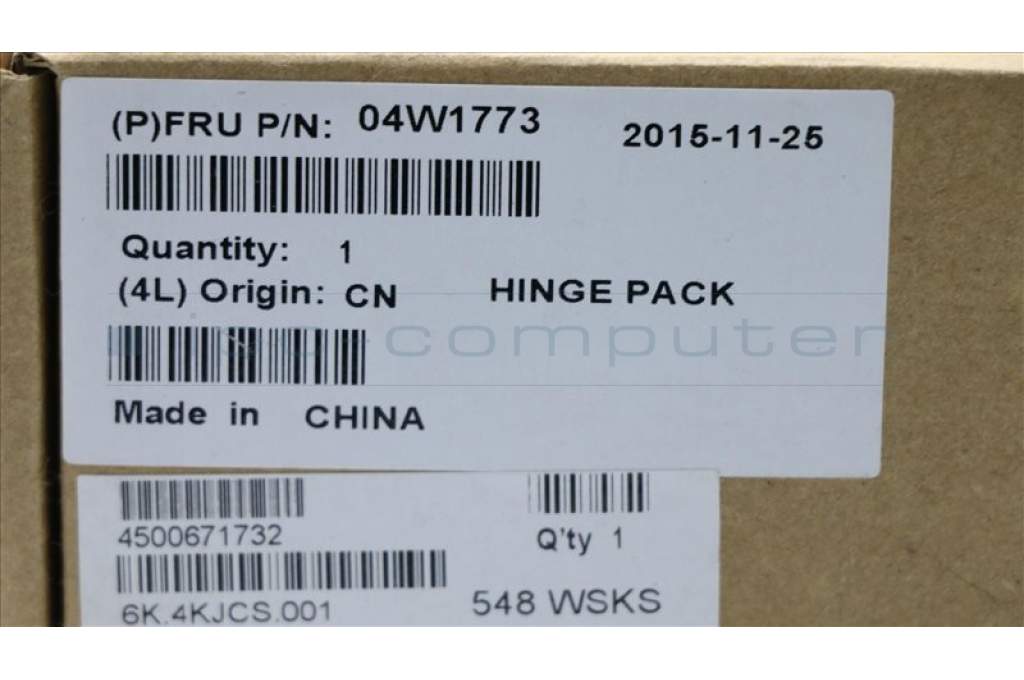 (P)FRU P/N: 04W1773 2015-11-25
Quantity: 1
(4L) Origin: CN HINGE PACK
computer
Made in CHINA
4500671732
Q'ty 1
6K.4KJCS.001 548 WSKS